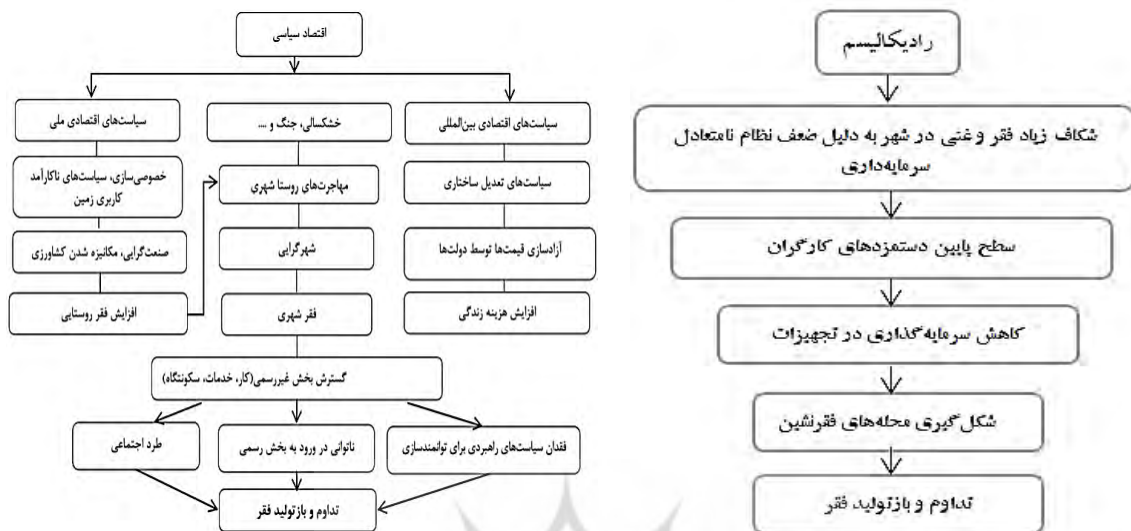 رادیکالیسم
شکاف زیاد فقر و غنی در شهر به دلیل ضعف نظام نامتعادل
سرمایه‌داری
سطح پایین دستمزدهای کارگران
کاهش سرمایه‌گذاری در تجهیزات
شکل‌گیری محله‌های فقرنشین
تداوم و بازتولید فقر
اقتصاد سیاسی
سیاست‌های اقتصادی بین‌المللی
سیاست‌های تعدیل ساختاری
آزادسازی قیمت‌ها توسط دولت‌ها
افزایش هزینه زندگی
خشکسالی، جنگ و ....
مهاجرت‌های روستا شهری
شهرگرایی
فقر شهری
سیاست‌های اقتصادی ملی
خصوصی‌سازی، سیاست‌های ناکارآمد
کاربری زمین
صنعت‌گرایی، مکانیزه شدن کشاورزی
افزایش فقر روستایی
گسترش بخش غیررسمی(کار، خدمات، سکونتگاه)
فقدان سیاست‌های راهبردی برای توانمندسازی
ناتوانی در ورود به بخش رسمی
طرد اجتماعی
تداوم و بازتولید فقر